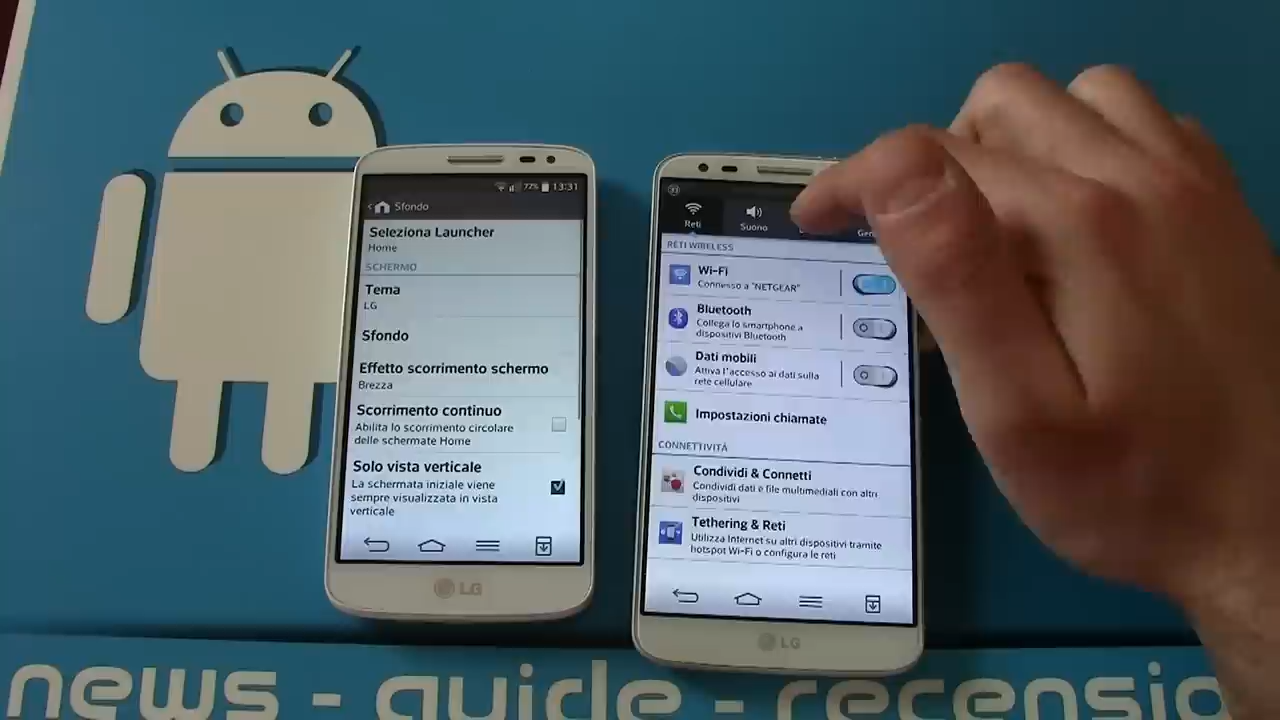 72% 13:31
Sfondo
Seleziona Launcher
Home
SCHERMO
Tema
LG
Sfondo
Effetto scorrimento schermo
Brezza
Scorrimento continuo
Abilita lo scorrimento circolare
delle schermate Home
Solo vista verticale
La schermata iniziale viene
sempre visualizzata in vista
verticale
LG
Reti
Suono
RETI WIRELESS
Wi-Fi
Connesso a "NETGEAR"
Bluetooth
Collega lo smartphone a
dispositivi Bluetooth
Dati mobili
Attiva l'accesso ai dati sulla
rete cellulare
Impostazioni chiamate
CONNETTIVITÀ
Condividi & Connetti
Condividi dati e file multimediali con altri
dispositivi
Tethering & Reti
Utilizza Internet su altri dispositivi tramite
hotspot Wi-Fi o configura le reti
LG
news - guide - recensio